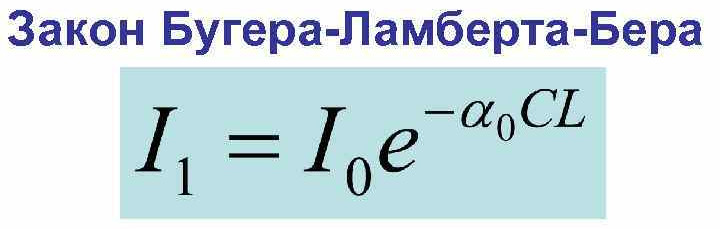 Закон Бугера-Ламберта-Бера
I₁ = I₀e^{-α₀CL}